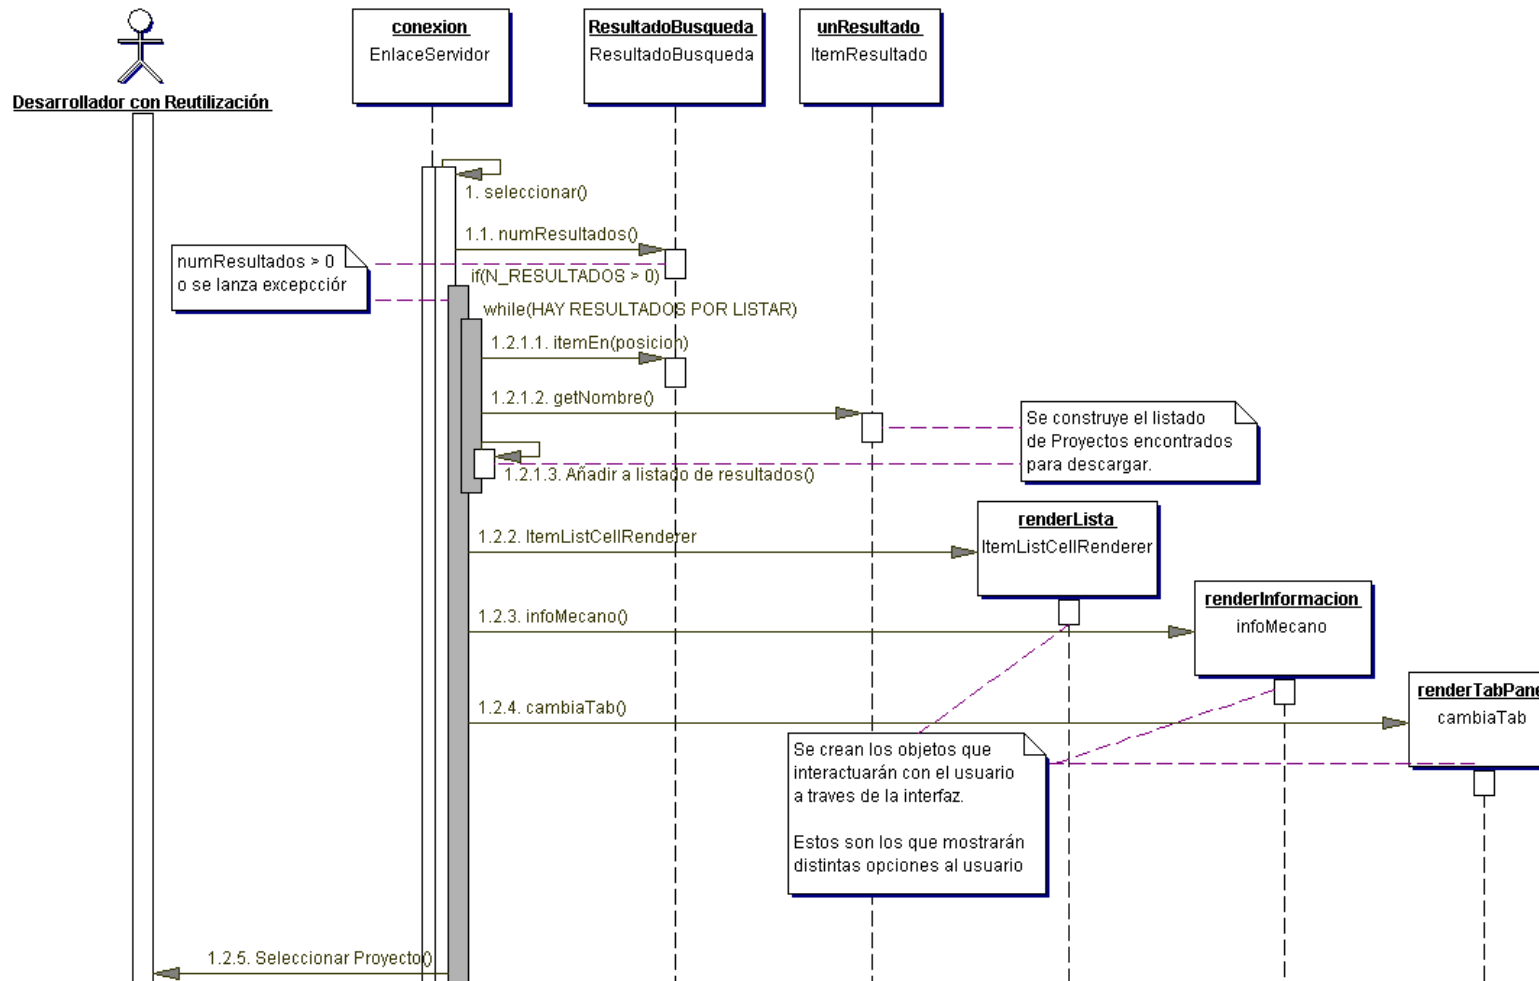 conexion
EnlaceServidor
ResultadoBusqueda
ResultadoBusqueda
unResultado
ItemResultado
Desarrollador con Reutilización
1. seleccionar()
1.1. numResultados()
numResultados > 0
o se lanza excepcciór
if(N_RESULTADOS > 0)
while(HAY RESULTADOS POR LISTAR)
1.2.1.1. itemEn(posicion)
1.2.1.2. getNombre()
Se construye el listado
de Proyectos encontrados
para descargar.
1.2.1.3. Añadir a listado de resultados()
renderLista
ItemListCellRenderer
1.2.2. ItemListCellRenderer
renderInformacion
infoMecano
1.2.3. infoMecano()
renderTabPane
cambiaTab
1.2.4. cambiaTab()
Se crean los objetos que
interactuarán con el usuario
a traves de la interfaz.
Estos son los que mostrarán
distintas opciones al usuario
1.2.5. Seleccionar Proyecto()